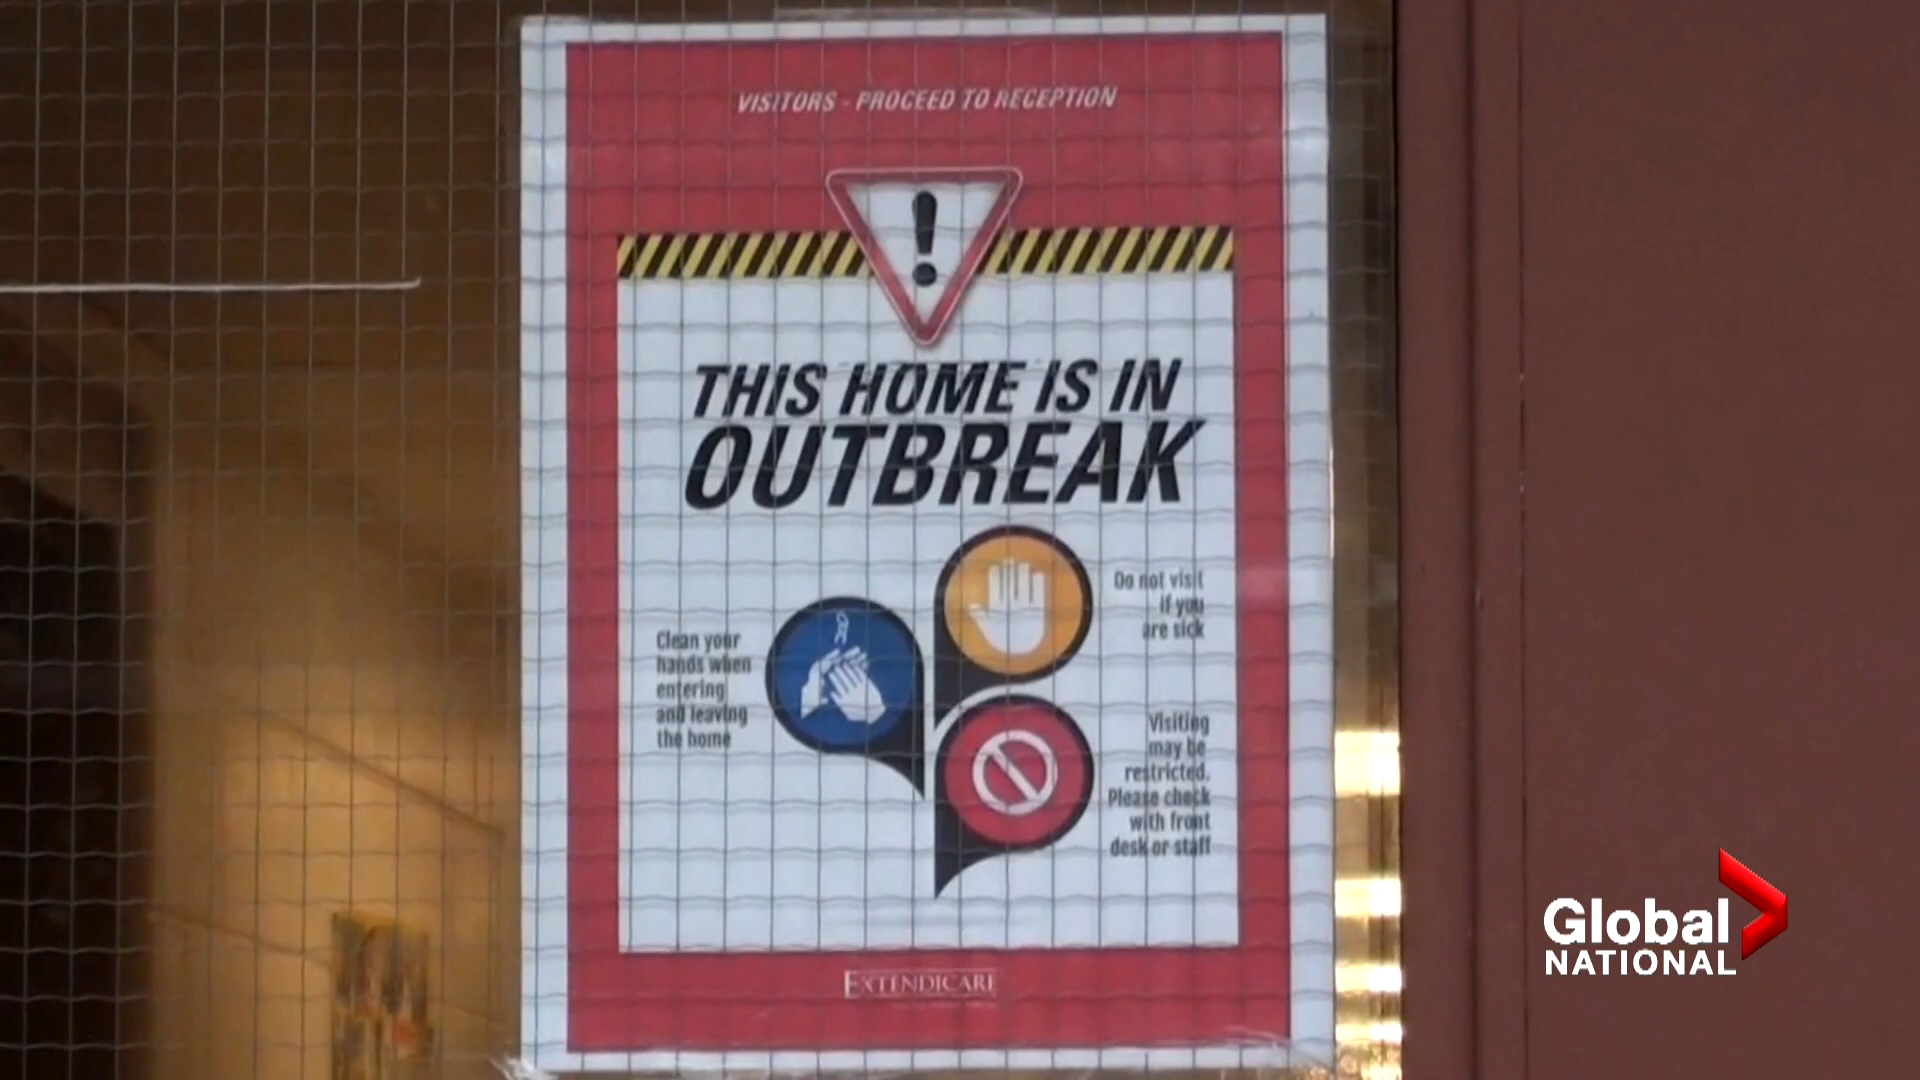 VISITORS - PROCEED TO RECEPTION
!
THIS HOME IS IN
OUTBREAK
Do not visit
if you
are sick
Clean your
hands when
entering
and leaving
the home
Visiting
may be
restricted.
Please check
with front
desk or staff
EXTENDICARE
Global
NATIONAL